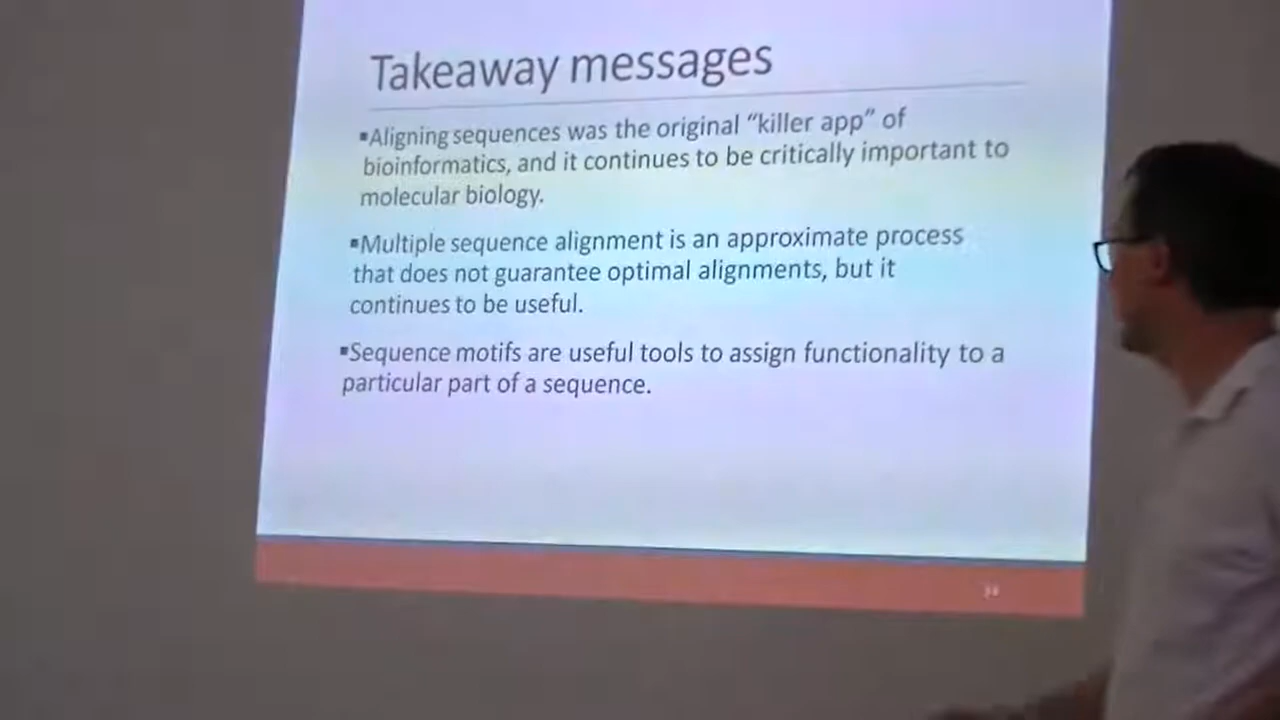 Takeaway messages
▪Aligning sequences was the original “killer app” of
bioinformatics, and it continues to be critically important to
molecular biology.
▪Multiple sequence alignment is an approximate process
that does not guarantee optimal alignments, but it
continues to be useful.
▪Sequence motifs are useful tools to assign functionality to a
particular part of a sequence.